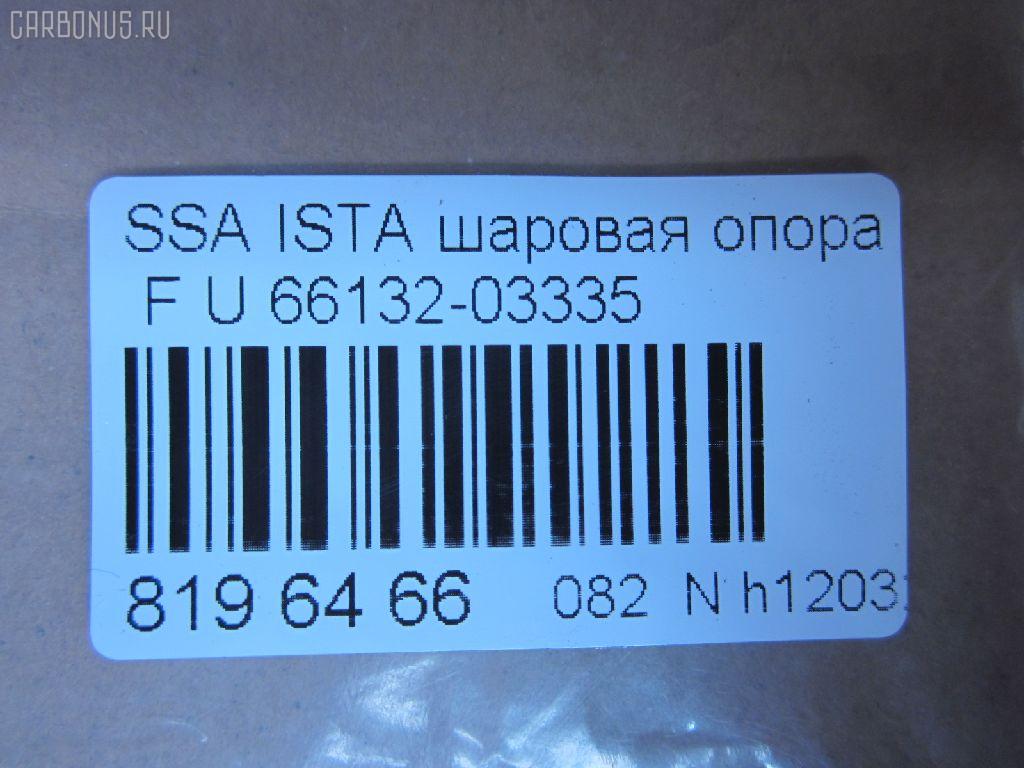 CARBONUS.RU
SSA ISTA шаровая опора
F U 66132-03335
819 64 66 082 N h1203